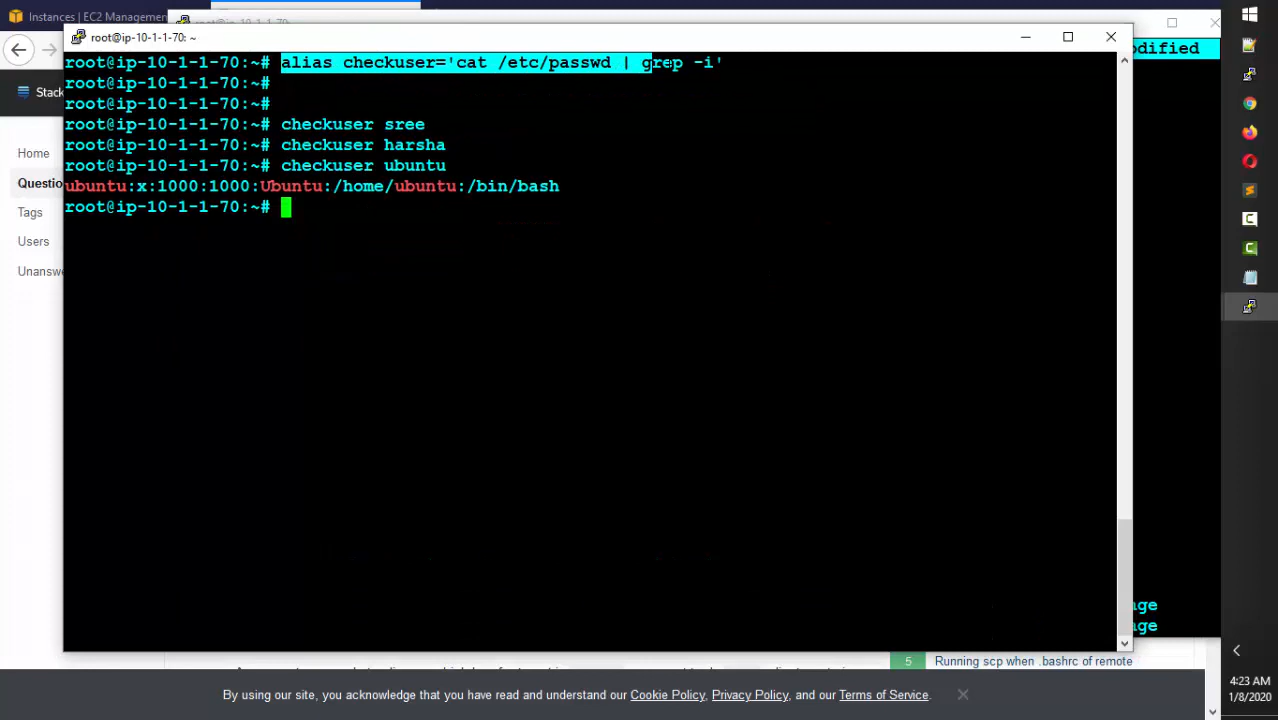 Instances | EC2 Managemen
root@ip-10-1-1-70: ~
odified
root@ip-10-1-1-70:~# alias checkuser='cat /etc/passwd | grep -i'
root@ip-10-1-1-70:~#
root@ip-10-1-1-70:~#
root@ip-10-1-1-70:~# checkuser sree
root@ip-10-1-1-70:~# checkuser harsha
root@ip-10-1-1-70:~# checkuser ubuntu
ubuntu:x:1000:1000:Ubuntu:/home/ubuntu:/bin/bash
root@ip-10-1-1-70:~#
Stack
Home
Questio
Tags
Users
Unanswe
nge
nge
5 Running scp when .bashrc of remote
By using our site, you acknowledge that you have read and understand our Cookie Policy, Privacy Policy, and our Terms of Service.
4:23 AM
1/8/2020